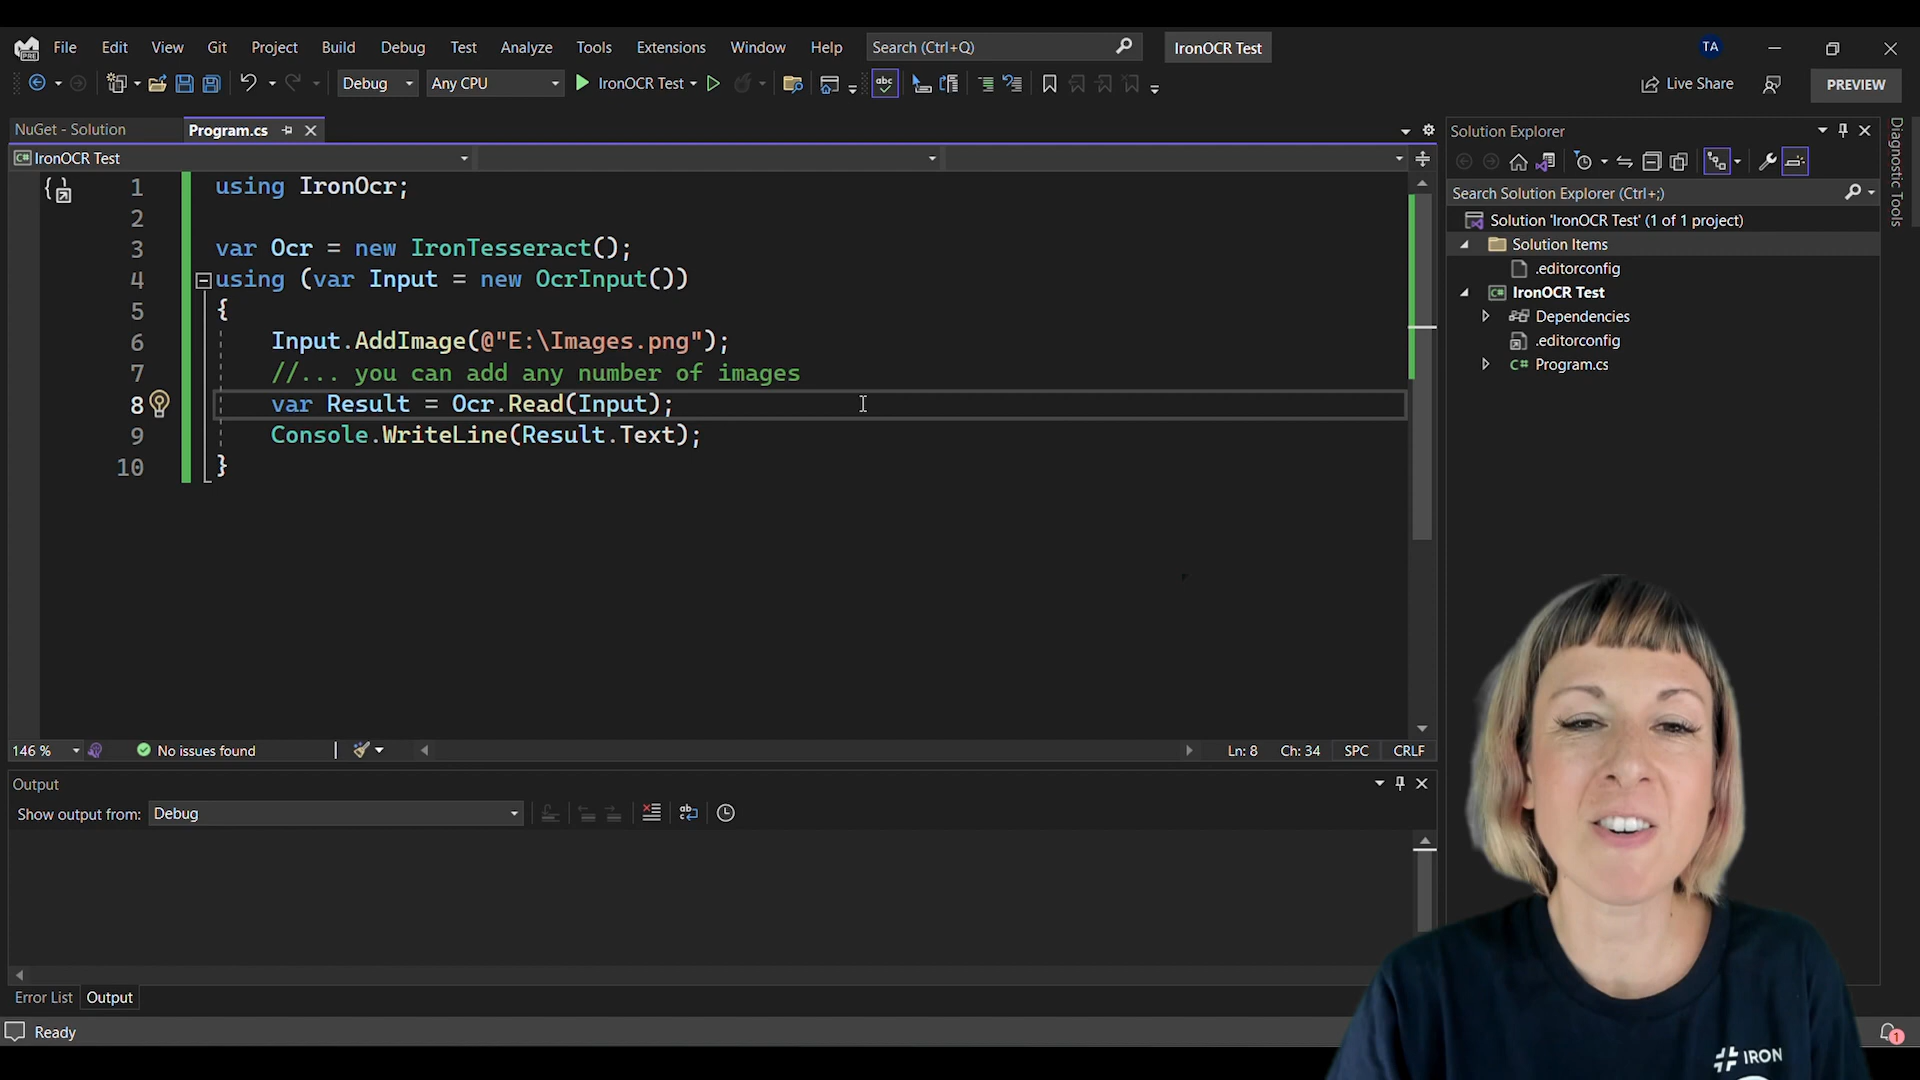 File Edit View Git Project Build Debug Test Analyze Tools Extensions Window Help Search (Ctrl+Q) IronOCR Test TA
Debug Any CPU IronOCR Test abc Live Share PREVIEW
NuGet - Solution Program.cs
IronOCR Test
1 using IronOcr;
2
3 var Ocr = new IronTesseract();
4 using (var Input = new OcrInput())
5 {
6 Input.AddImage(@"E:\Images.png");
7 //... you can add any number of images
8 var Result = Ocr.Read(Input);
9 Console.WriteLine(Result.Text);
10 }
146 % No issues found Ln: 8 Ch: 34 SPC CRLF
Output
Show output from: Debug
Error List Output
Ready
Solution Explorer
Search Solution Explorer (Ctrl+;)
Solution 'IronOCR Test' (1 of 1 project)
Solution Items
.editorconfig
IronOCR Test
Dependencies
.editorconfig
C# Program.cs
Diagnostic Tools
IRON
1